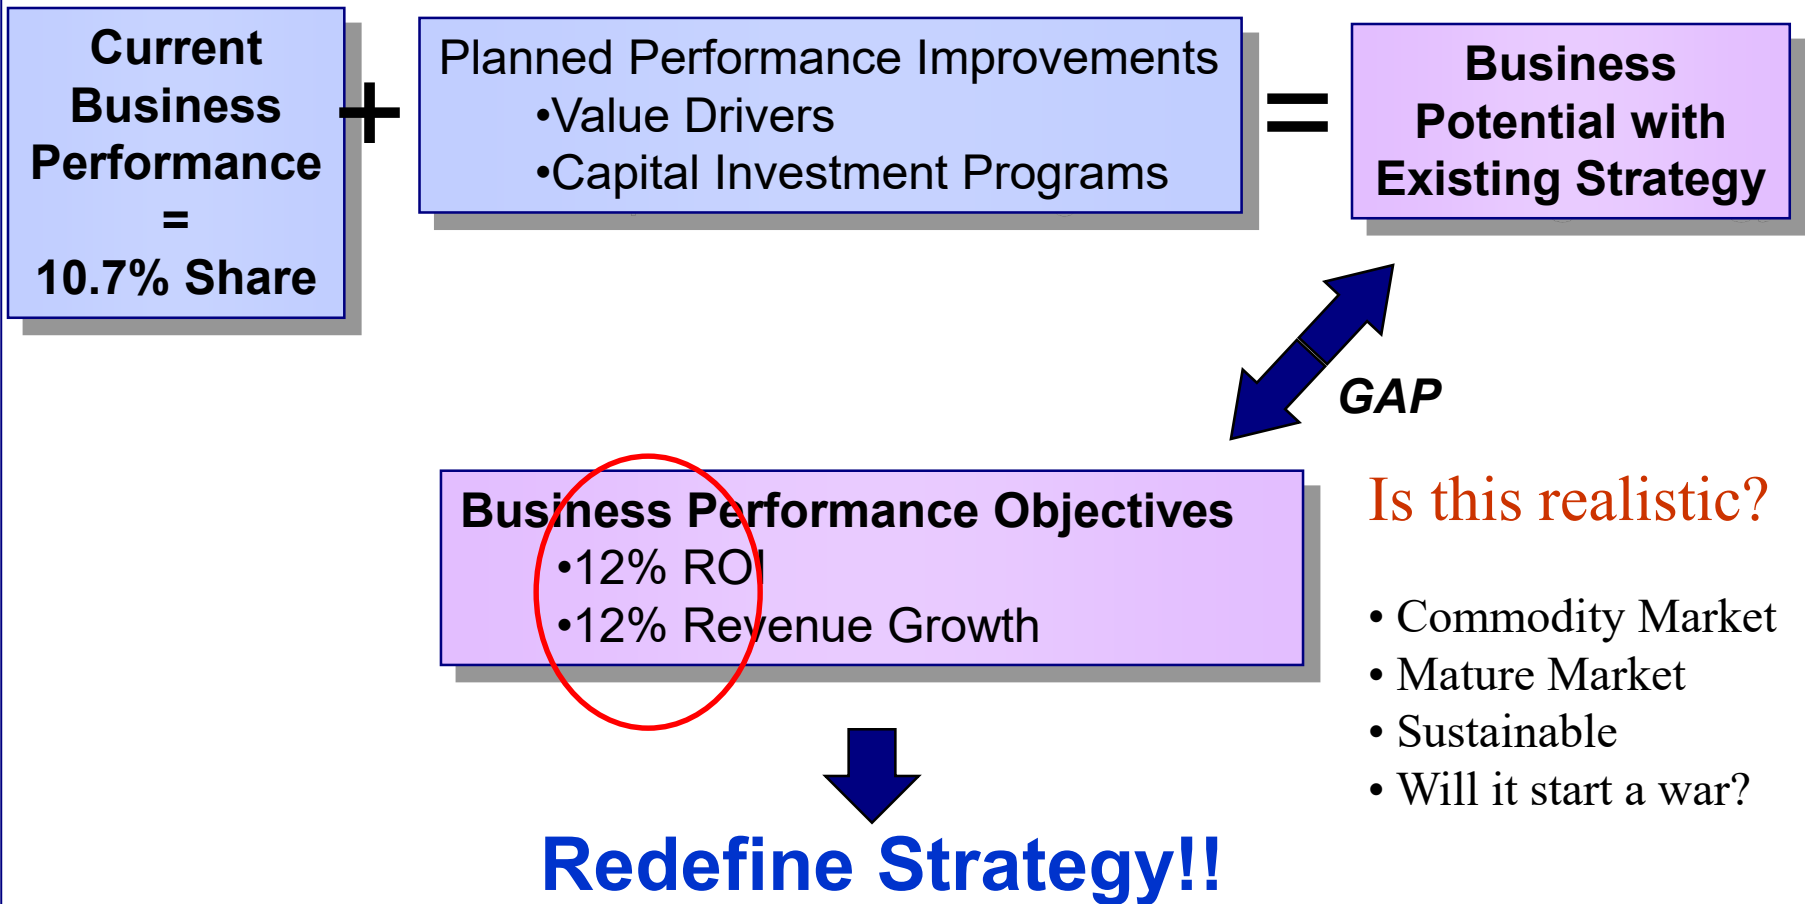 Current
Business
Performance
=
10.7% Share
+
Planned Performance Improvements
•Value Drivers
•Capital Investment Programs
=
Business
Potential with
Existing Strategy
GAP
Business Performance Objectives
•12% ROI
•12% Revenue Growth
Is this realistic?
• Commodity Market
• Mature Market
• Sustainable
• Will it start a war?
Redefine Strategy!!